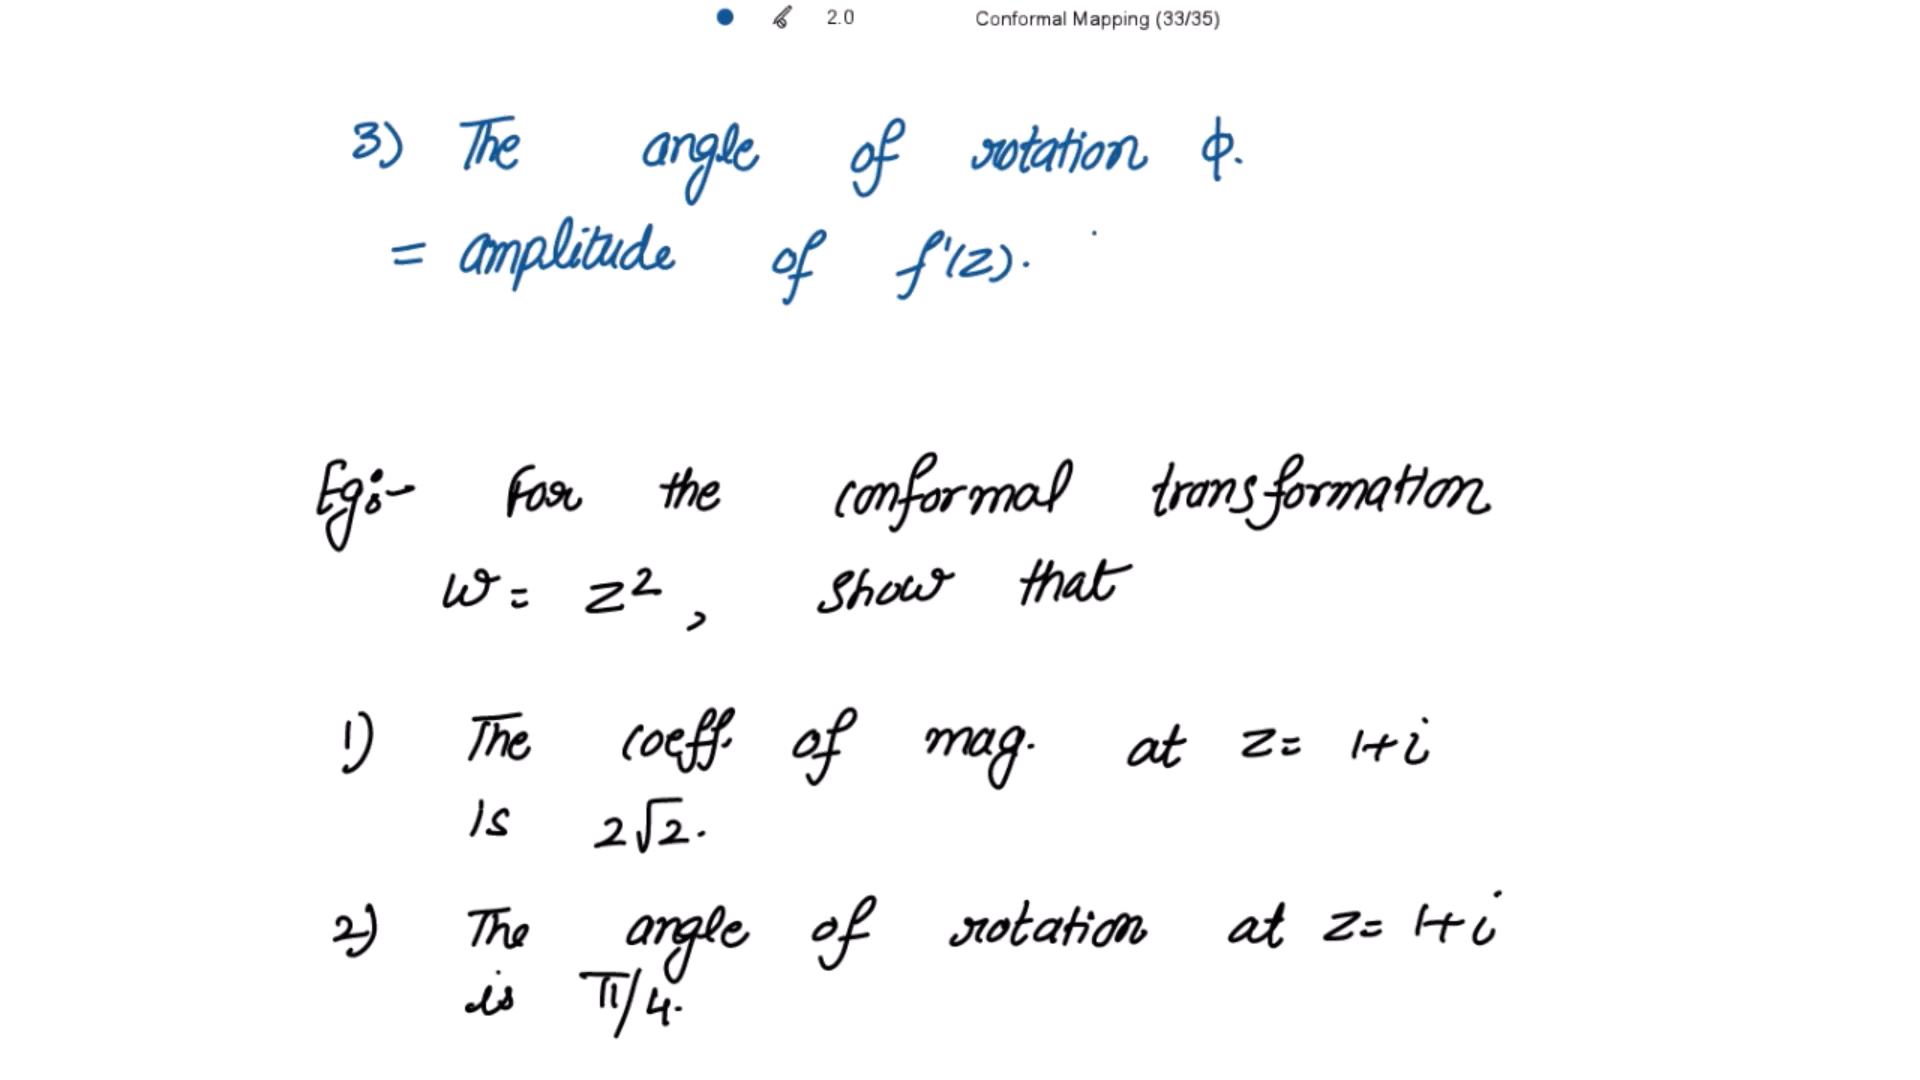 2.0 Conformal Mapping (33/35)
3) The angle of rotation ϕ.
= amplitude of f'(z).
Eg:- For the conformal transformation
w = z², show that
1) The coeff. of mag. at z = 1+i
is 2√2.
2) The angle of rotation at z = 1+i
is π/4.